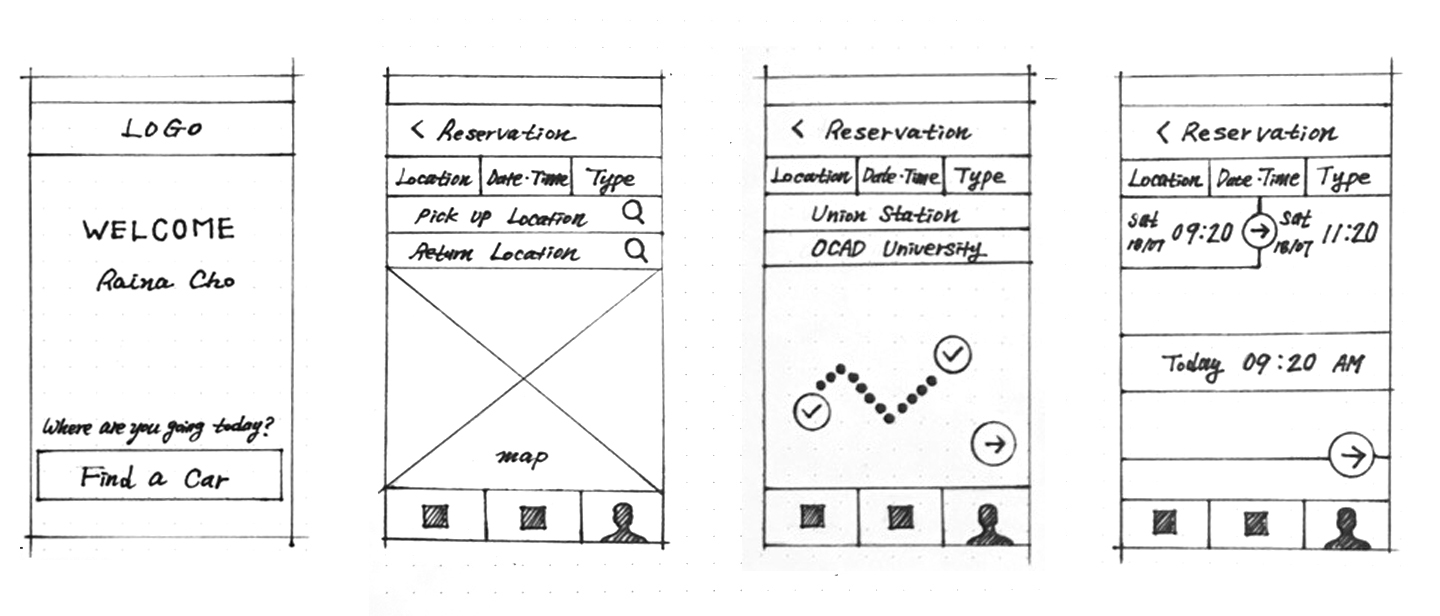 LOGO
WELCOME
Raina Cho
Where are you going today?
Find a Car
< Reservation
Location Date·Time Type
Pick up Location
Return Location
map
< Reservation
Location Date·Time Type
Union Station
OCAD University
< Reservation
Location Date·Time Type
Sat 18/07 09:20 → Sat 18/07 11:20
Today 09:20 AM